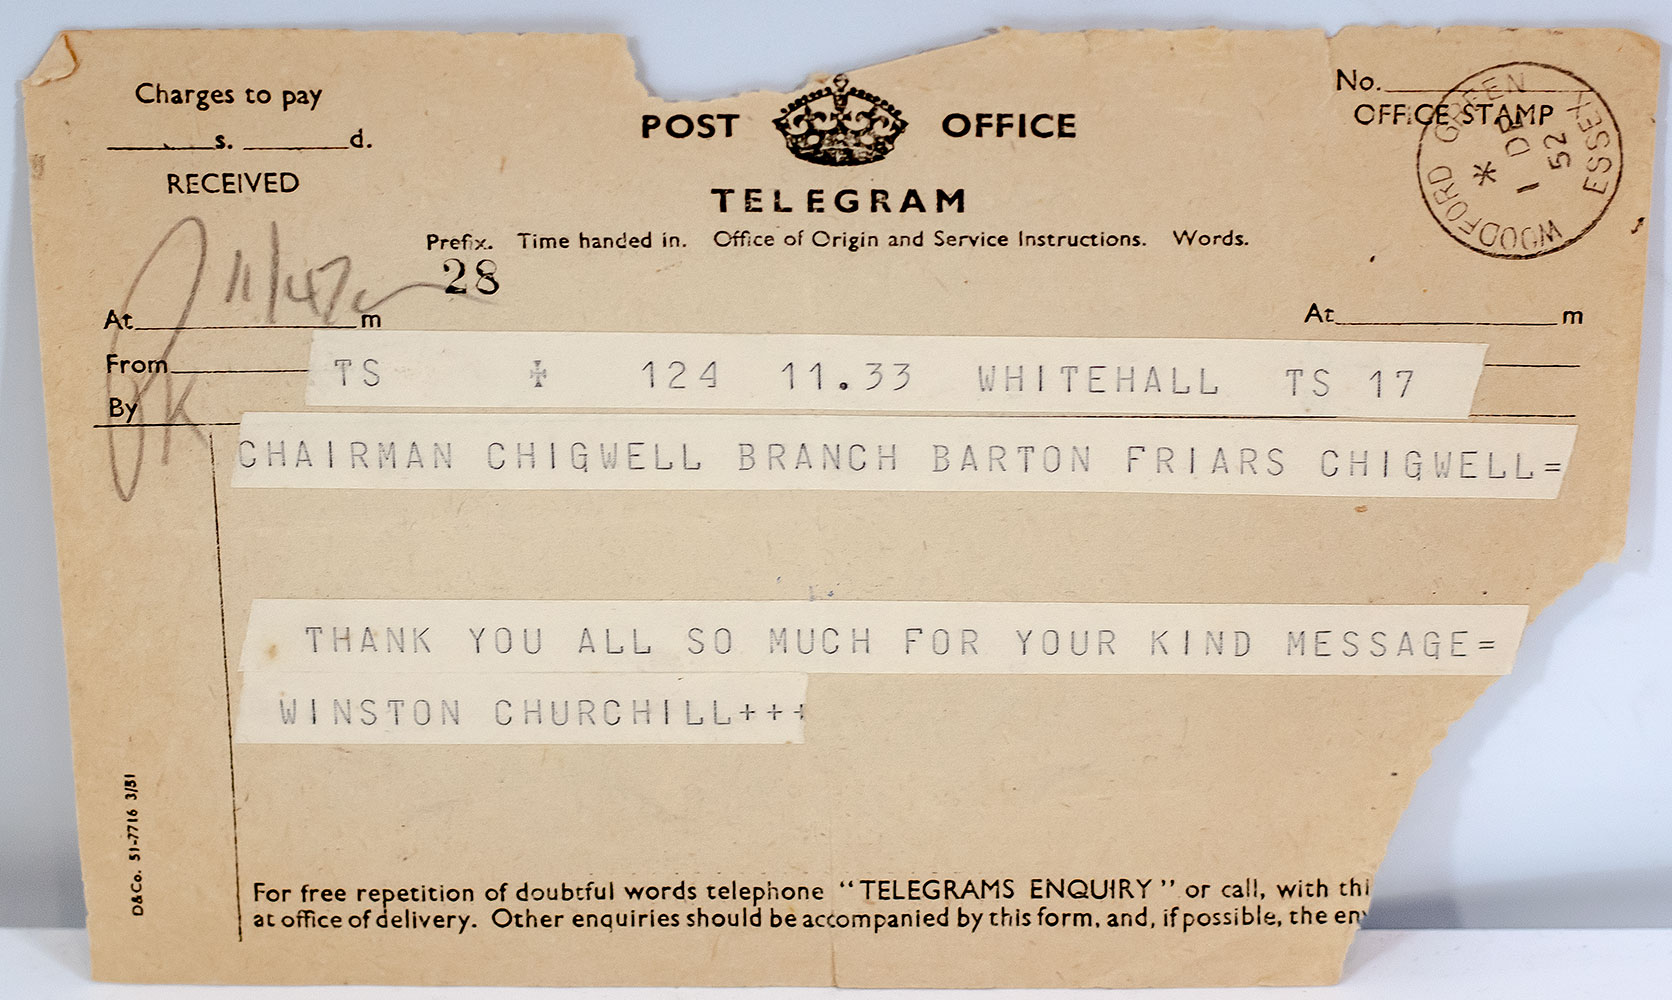 Charges to pay
s. d.
RECEIVED
POST OFFICE
TELEGRAM
No.
OFFICE STAMP
WOODFORD GREEN ESSEX
* 1 DE 52
Prefix. Time handed in. Office of Origin and Service Instructions. Words.
28
11/47
At m
At m
From
By
TS + 124 11.33 WHITEHALL TS 17
CHAIRMAN CHIGWELL BRANCH BARTON FRIARS CHIGWELL=
THANK YOU ALL SO MUCH FOR YOUR KIND MESSAGE=
WINSTON CHURCHILL+++
D&Co. 51-7716 3/51
For free repetition of doubtful words telephone “TELEGRAMS ENQUIRY” or call, with thi
at office of delivery. Other enquiries should be accompanied by this form, and, if possible, the en